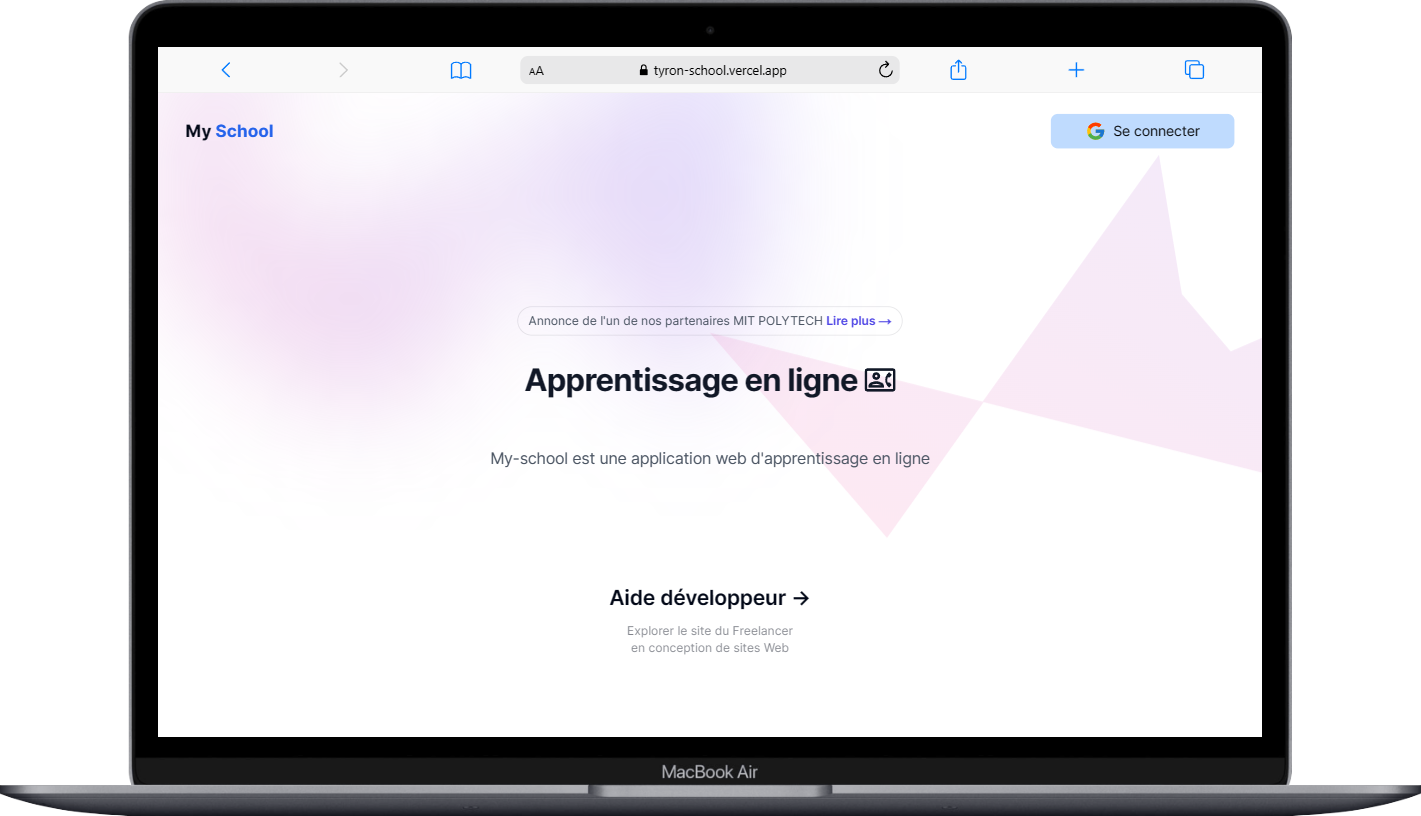 AA tyron-school.vercel.app
My School
Se connecter
Annonce de l'un de nos partenaires MIT POLYTECH Lire plus →
Apprentissage en ligne
My-school est une application web d'apprentissage en ligne
Aide développeur →
Explorer le site du Freelancer
en conception de sites Web
MacBook Air